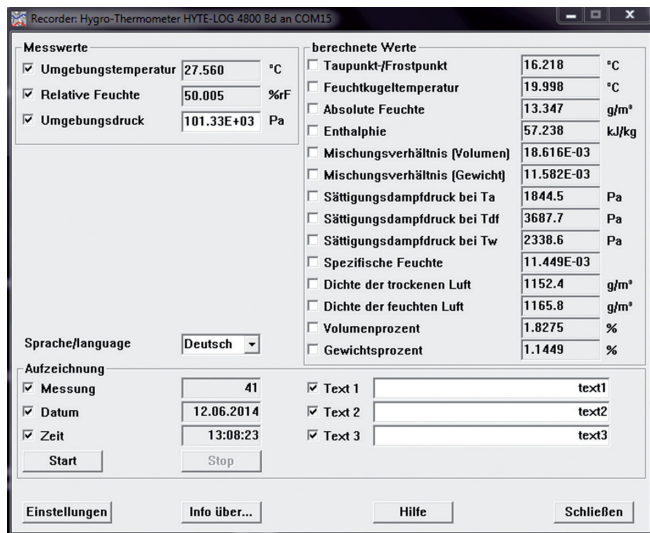 Recorder: Hygro-Thermometer HYTE-LOG 4800 Bd an COM15
Messwerte
Umgebungstemperatur 27.560 °C
Relative Feuchte 50.005 %rF
Umgebungsdruck 101.33E+03 Pa
berechnete Werte
Taupunkt-/Frostpunkt 16.218 °C
Feuchtkugeltemperatur 19.998 °C
Absolute Feuchte 13.347 g/m³
Enthalphie 57.238 kJ/kg
Mischungsverhältnis (Volumen) 18.616E-03
Mischungsverhältnis (Gewicht) 11.582E-03
Sättigungsdampfdruck bei Ta 1844.5 Pa
Sättigungsdampfdruck bei Tdf 3687.7 Pa
Sättigungsdampfdruck bei Tw 2338.6 Pa
Spezifische Feuchte 11.449E-03
Dichte der trockenen Luft 1152.4 g/m³
Dichte der feuchten Luft 1165.8 g/m³
Volumenprozent 1.8275 %
Gewichtsprozent 1.1449 %
Sprache/language Deutsch
Aufzeichnung
Messung 41
Datum 12.06.2014
Zeit 13:08:23
Text 1 text1
Text 2 text2
Text 3 text3
Start Stop
Einstellungen Info über... Hilfe Schließen